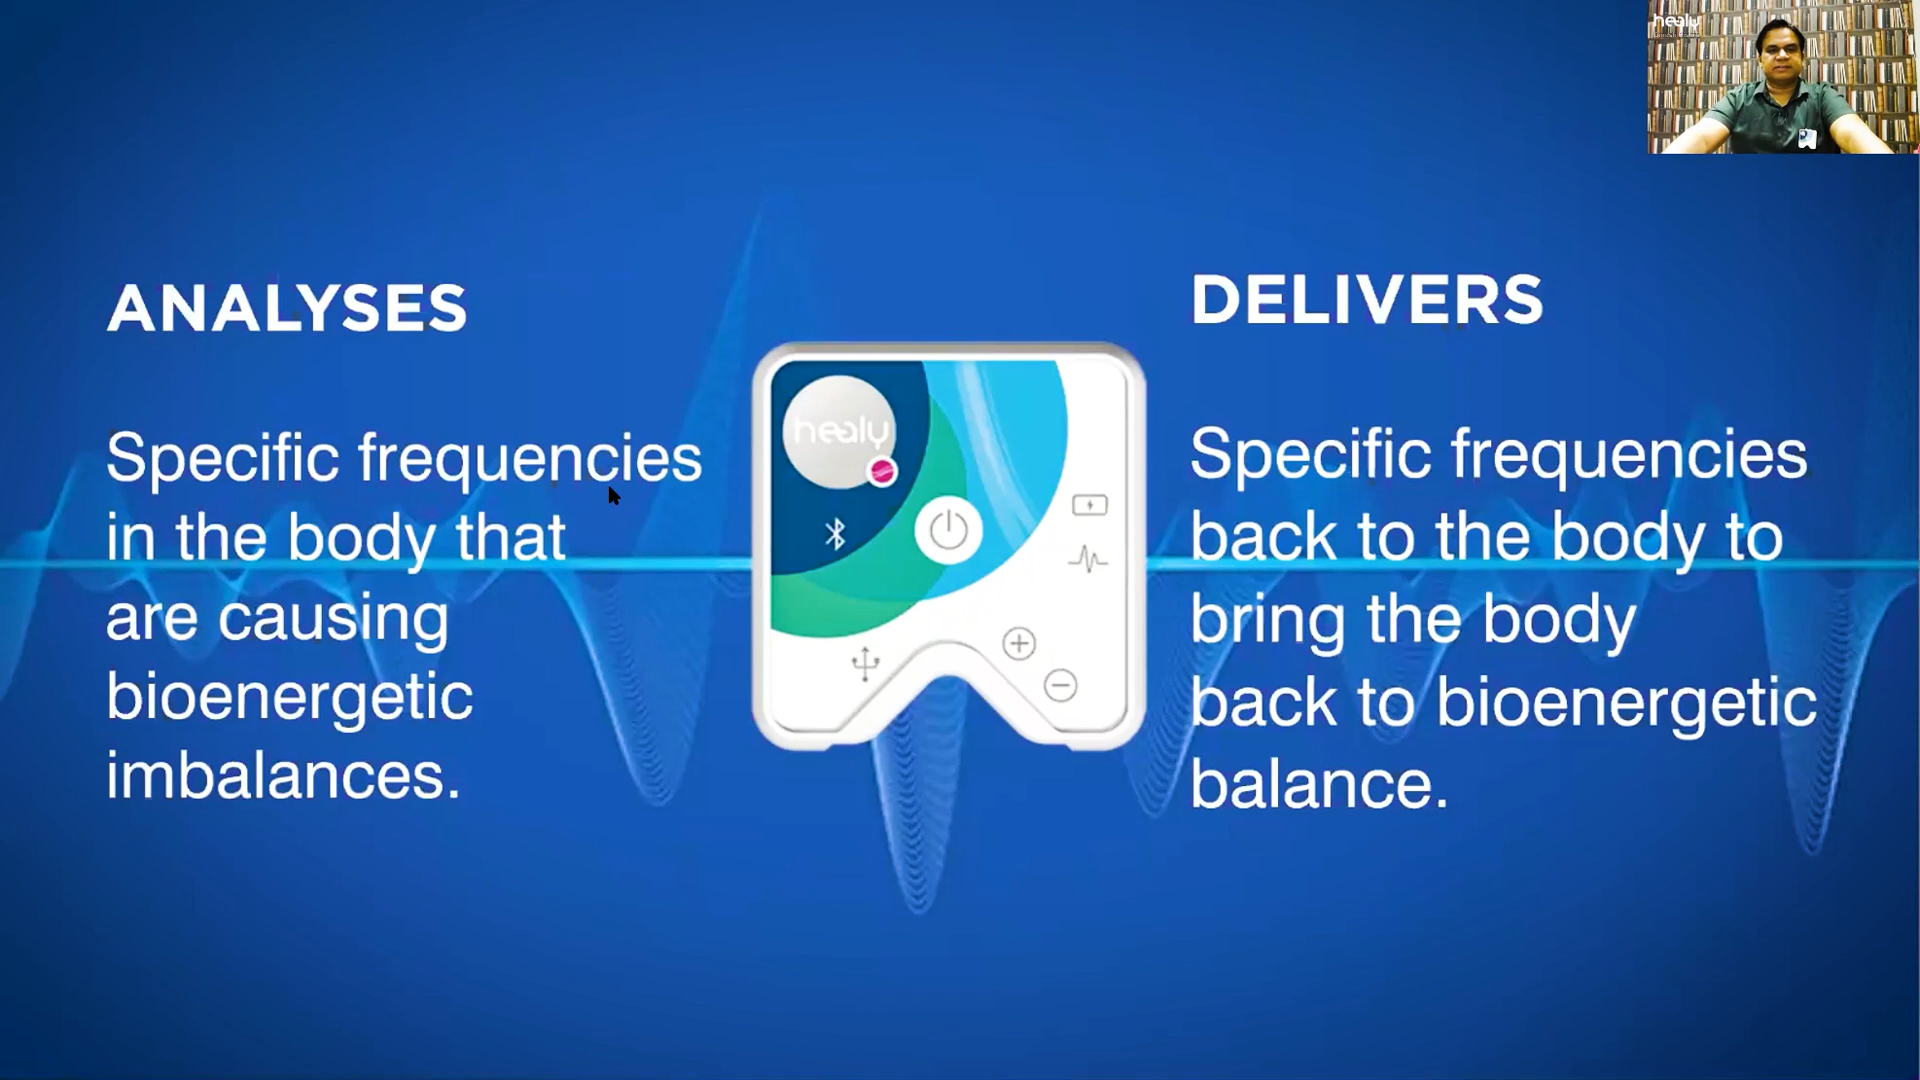 healy
ANALYSES
Specific frequencies
in the body that
are causing
bioenergetic
imbalances.
healy
DELIVERS
Specific frequencies
back to the body to
bring the body
back to bioenergetic
balance.